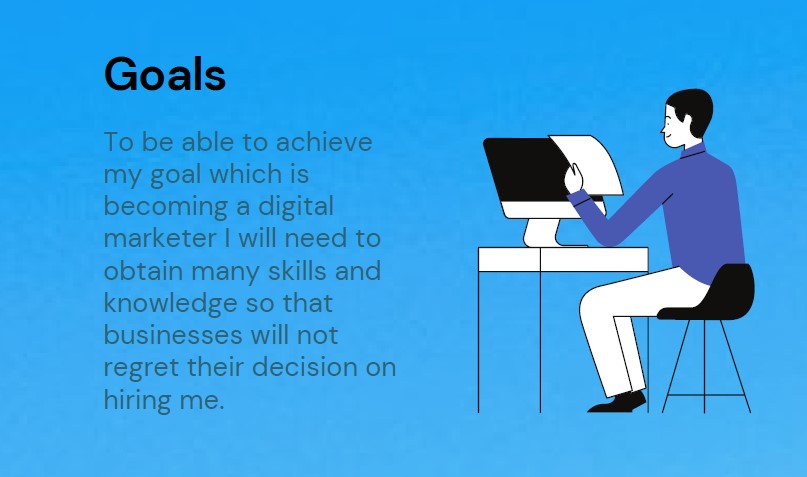 Goals
To be able to achieve
my goal which is
becoming a digital
marketer I will need to
obtain many skills and
knowledge so that
businesses will not
regret their decision on
hiring me.